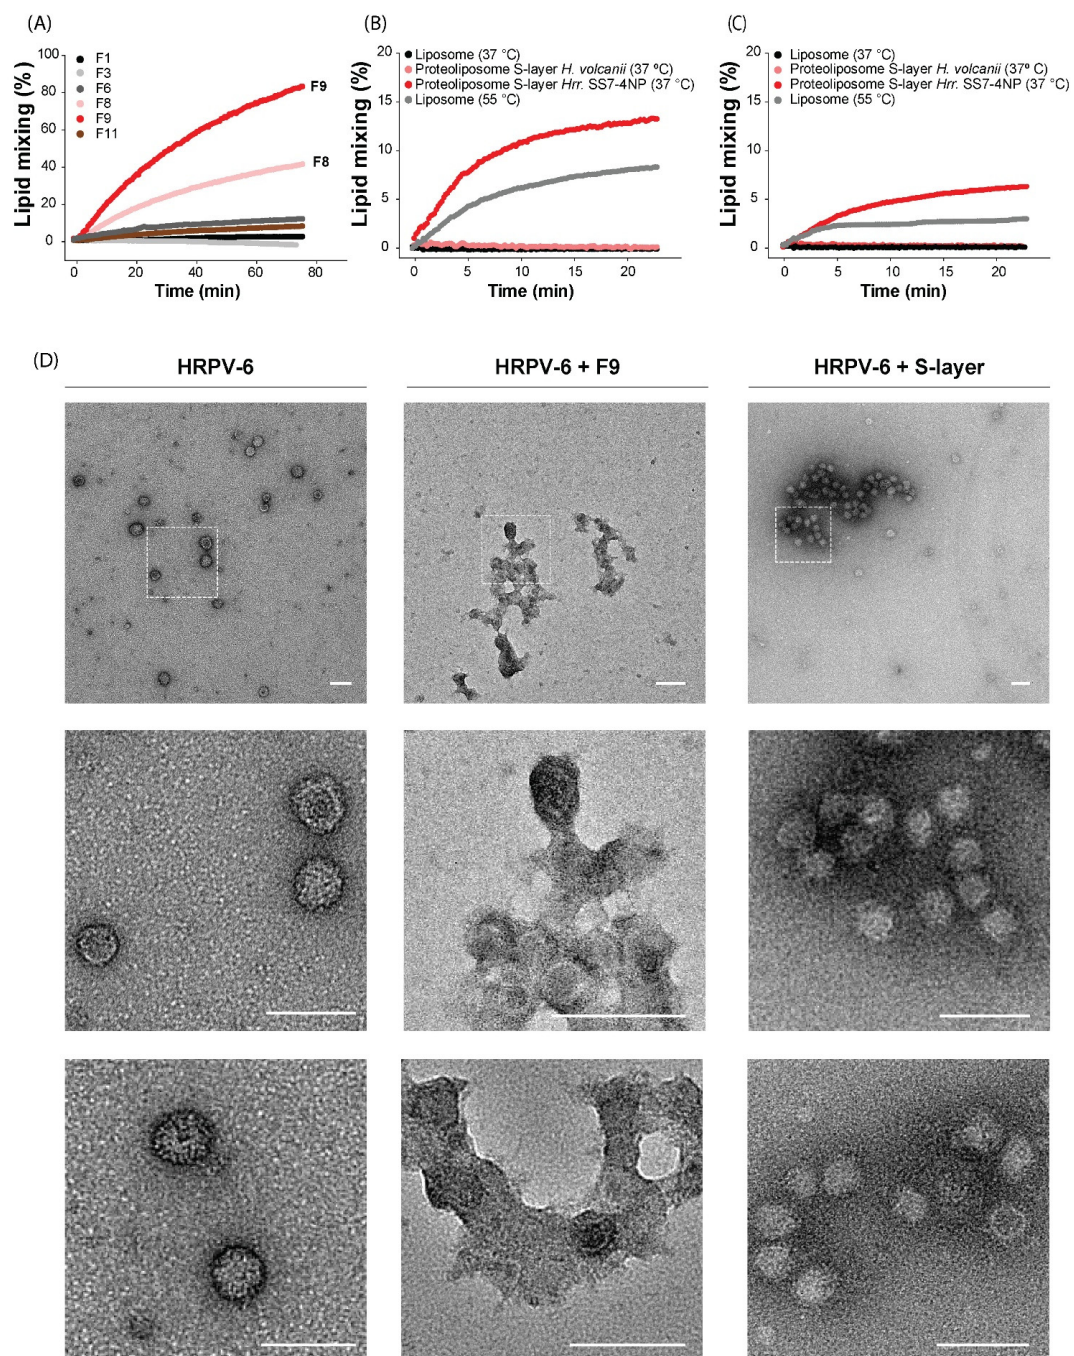 (A)
Lipid mixing (%)
100
80
60
40
20
0
F1
F3
F6
F8
F9
F11
F9
F8
0 20 40 60 80
Time (min)
(B)
Lipid mixing (%)
20
15
10
5
0
Liposome (37 °C)
Proteoliposome S-layer H. volcanii (37 °C)
Proteoliposome S-layer Hrr. SS7-4NP (37 °C)
Liposome (55 °C)
0 5 10 15 20
Time (min)
(C)
Lipid mixing (%)
20
15
10
5
0
Liposome (37 °C)
Proteoliposome S-layer H. volcanii (37° C)
Proteoliposome S-layer Hrr. SS7-4NP (37 °C)
Liposome (55 °C)
0 5 10 15 20
Time (min)
(D)
HRPV-6
HRPV-6 + F9
HRPV-6 + S-layer